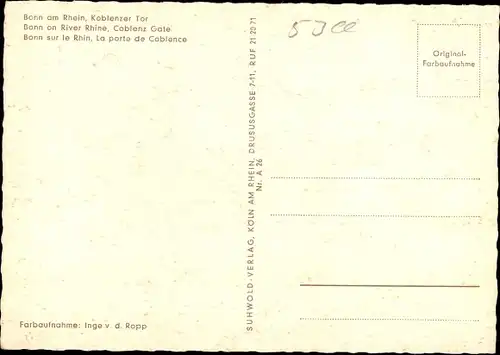 Bonn am Rhein, Koblenzer Tor
Bonn on River Rhine, Coblenz Gate
Bonn sur le Rhin, La porte de Coblence
Original-
Farbaufnahme
SUHWOLD-VERLAG, KÖLN AM RHEIN, DRUSUSGASSE 7-11, RUF 21 20 71
Nr. A 26
Farbaufnahme: Inge v. d. Ropp